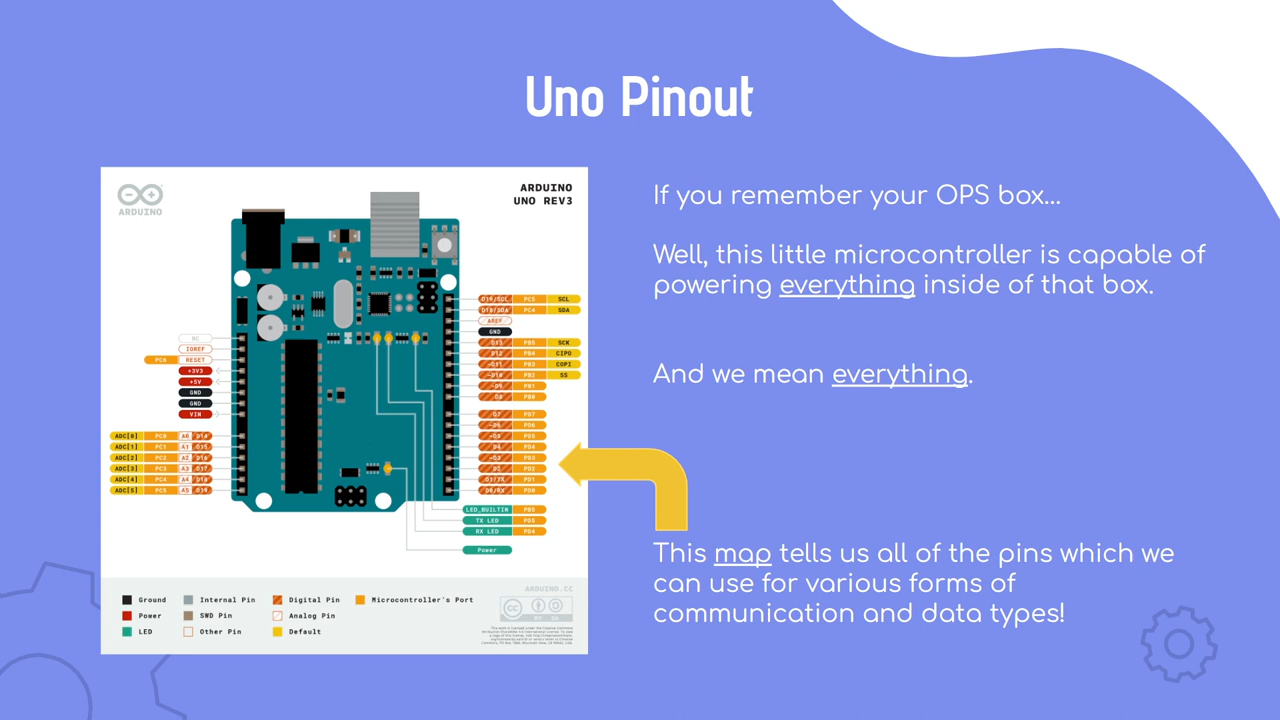 Uno Pinout
If you remember your OPS box...
Well, this little microcontroller is capable of
powering everything inside of that box.
And we mean everything.
This map tells us all of the pins which we
can use for various forms of
communication and data types!
ARDUINO
ARDUINO
UNO REV3
NC
IOREF
PC6 RESET
+3V3
+5V
GND
GND
VIN
ADC[0] PC0 A0 D14
ADC[1] PC1 A1 D15
ADC[2] PC2 A2 D16
ADC[3] PC3 A3 D17
ADC[4] PC4 A4 D18
ADC[5] PC5 A5 D19
D19/SCL PC5 SCL
D18/SDA PC4 SDA
AREF
GND
D13 PB5 SCK
D12 PB4 CIPO
~D11 PB3 COPI
~D10 PB2 SS
~D9 PB1
D8 PB0
D7 PD7
~D6 PD6
~D5 PD5
D4 PD4
~D3 PD3
D2 PD2
D1/TX PD1
D0/RX PD0
LED_BUILTIN PB5
TX LED PD5
RX LED PD4
Power
Ground
Power
LED
Internal Pin
SWD Pin
Other Pin
Digital Pin
Analog Pin
Default
Microcontroller's Port
ARDUINO.CC
BY SA